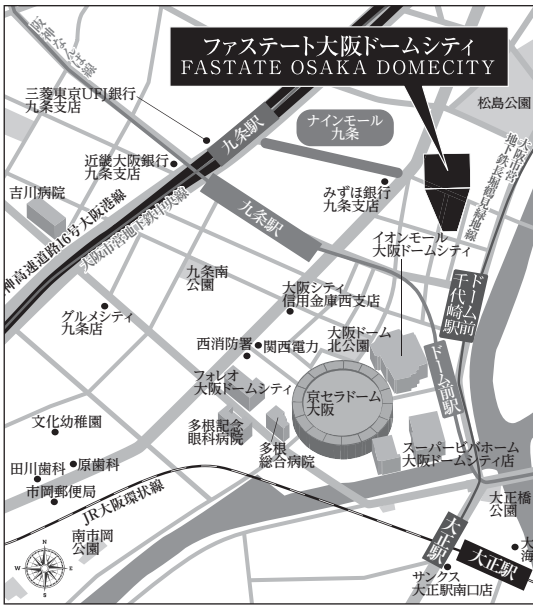 阪神なんば線
ファステート大阪ドームシティ
FASTATE OSAKA DOMECITY
松島公園
三菱東京UFJ銀行
九条支店
九条駅
ナインモール
九条
大阪市営
地下鉄長堀鶴見緑地線
近畿大阪銀行
九条支店
みずほ銀行
九条支店
吉川病院
神高速道路16号大阪港線
大阪市営地下鉄中央線
九条駅
イオンモール
大阪ドームシティ
九条南
公園
大阪シティ
信用金庫西支店
ドーム前
千代崎駅
グルメシティ
九条店
西消防署
関西電力
大阪ドーム
北公園
ドーム前駅
フォレオ
大阪ドームシティ
京セラドーム
大阪
文化幼稚園
多根記念
眼科病院
多根
総合病院
スーパービバホーム
大阪ドームシティ店
田川歯科
原歯科
市岡郵便局
JR大阪環状線
大正橋
公園
南市岡
公園
大正駅
大正駅
大
海
サンクス
大正駅南口店
N
W
E
S